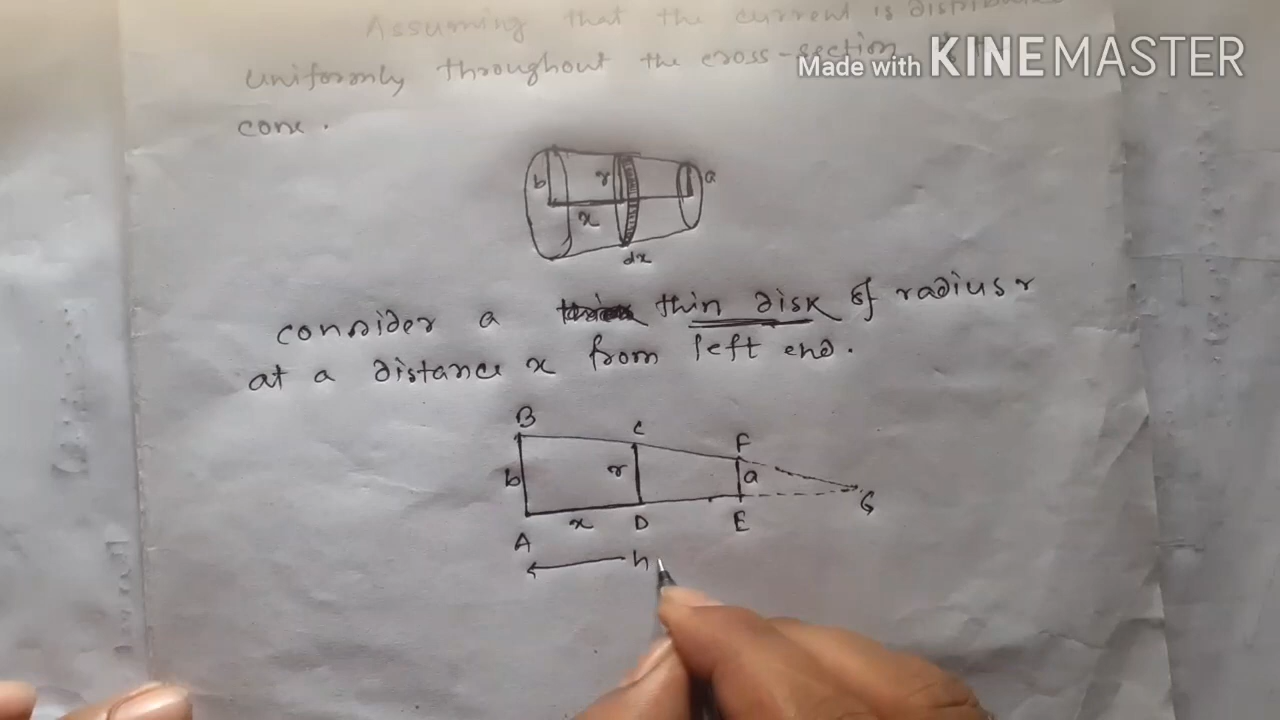 Assuming that the current is distributed
uniformly throughout the cross-section
Made with KINEMASTER
cone.
b r a
x
dx
consider a thin disk of radius r
at a distance x from left end.
B C F
b r a
G
x D E
A
h